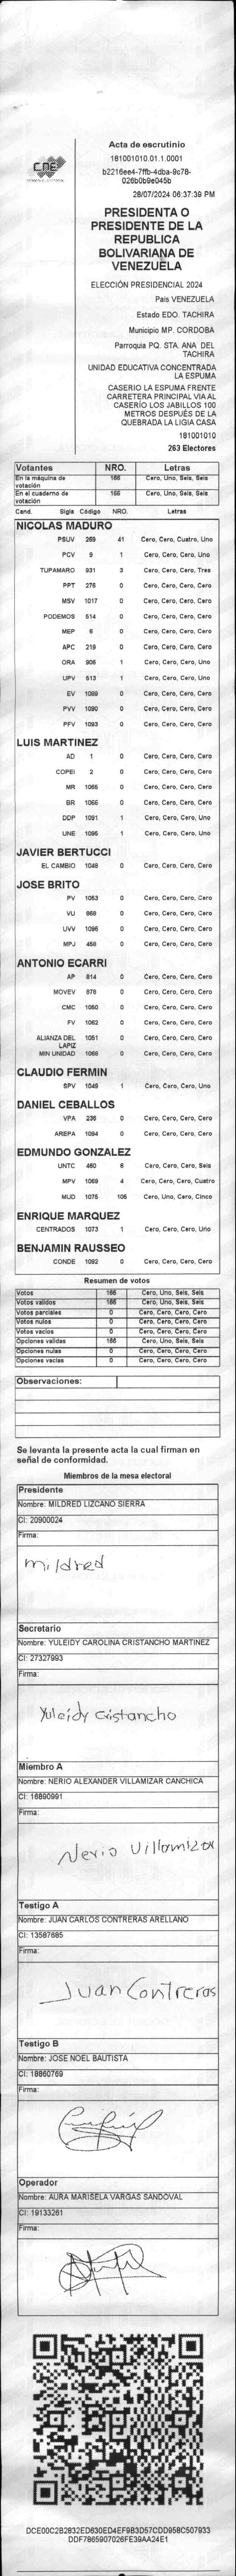 CNE
Acta de escrutinio
181001010.01.1.0001
b2216ee4-7ffb-4dba-9c78-
026b0b9e045b
28/07/2024 06:37:39 PM
PRESIDENTA O
PRESIDENTE DE LA
REPUBLICA
BOLIVARIANA DE
VENEZUELA
ELECCIÓN PRESIDENCIAL 2024
País VENEZUELA
Estado EDO. TACHIRA
Municipio MP. CORDOBA
Parroquia PQ. STA. ANA DEL
TACHIRA
UNIDAD EDUCATIVA CONCENTRADA
LA ESPUMA
CASERIO LA ESPUMA FRENTE
CARRETERA PRINCIPAL VIA AL
CASERÍO LOS JABILLOS 100
METROS DESPUÉS DE LA
QUEBRADA LA LIGIA CASA
181001010
263 Electores
Votantes NRO. Letras
En la máquina de votación 166 Cero, Uno, Seis, Seis
En el cuaderno de votación 166 Cero, Uno, Seis, Seis
Cand. Sigla Código NRO. Letras
NICOLAS MADURO
PSUV 269 41 Cero, Cero, Cuatro, Uno
PCV 9 1 Cero, Cero, Cero, Uno
TUPAMARO 931 3 Cero, Cero, Cero, Tres
PPT 276 0 Cero, Cero, Cero, Cero
MSV 1017 0 Cero, Cero, Cero, Cero
PODEMOS 514 0 Cero, Cero, Cero, Cero
MEP 6 0 Cero, Cero, Cero, Cero
APC 219 0 Cero, Cero, Cero, Cero
ORA 906 1 Cero, Cero, Cero, Uno
UPV 513 1 Cero, Cero, Cero, Uno
EV 1089 0 Cero, Cero, Cero, Cero
PVV 1090 0 Cero, Cero, Cero, Cero
PFV 1093 0 Cero, Cero, Cero, Cero
LUIS MARTINEZ
AD 1 0 Cero, Cero, Cero, Cero
COPEI 2 0 Cero, Cero, Cero, Cero
MR 1065 0 Cero, Cero, Cero, Cero
BR 1066 0 Cero, Cero, Cero, Cero
DDP 1091 1 Cero, Cero, Cero, Uno
UNE 1095 1 Cero, Cero, Cero, Uno
JAVIER BERTUCCI
EL CAMBIO 1048 0 Cero, Cero, Cero, Cero
JOSE BRITO
PV 1053 0 Cero, Cero, Cero, Cero
VU 868 0 Cero, Cero, Cero, Cero
UVV 1096 0 Cero, Cero, Cero, Cero
MPJ 458 0 Cero, Cero, Cero, Cero
ANTONIO ECARRI
AP 814 0 Cero, Cero, Cero, Cero
MOVEV 878 0 Cero, Cero, Cero, Cero
CMC 1050 0 Cero, Cero, Cero, Cero
FV 1062 0 Cero, Cero, Cero, Cero
ALIANZA DEL LAPIZ 1051 0 Cero, Cero, Cero, Cero
MIN UNIDAD 1068 0 Cero, Cero, Cero, Cero
CLAUDIO FERMIN
SPV 1049 1 Cero, Cero, Cero, Uno
DANIEL CEBALLOS
VPA 236 0 Cero, Cero, Cero, Cero
AREPA 1094 0 Cero, Cero, Cero, Cero
EDMUNDO GONZALEZ
UNTC 460 6 Cero, Cero, Cero, Seis
MPV 1069 4 Cero, Cero, Cero, Cuatro
MUD 1075 105 Cero, Uno, Cero, Cinco
ENRIQUE MARQUEZ
CENTRADOS 1073 1 Cero, Cero, Cero, Uno
BENJAMIN RAUSSEO
CONDE 1092 0 Cero, Cero, Cero, Cero
Resumen de votos
Votos 166 Cero, Uno, Seis, Seis
Votos validos 166 Cero, Uno, Seis, Seis
Votos parciales 0 Cero, Cero, Cero, Cero
Votos nulos 0 Cero, Cero, Cero, Cero
Votos vacios 0 Cero, Cero, Cero, Cero
Opciones validas 166 Cero, Uno, Seis, Seis
Opciones nulas 0 Cero, Cero, Cero, Cero
Opciones vacias 0 Cero, Cero, Cero, Cero
Observaciones:
Se levanta la presente acta la cual firman en
señal de conformidad.
Miembros de la mesa electoral
Presidente
Nombre: MILDRED LIZCANO SIERRA
CI: 20900024
Firma:
mildred
Secretario
Nombre: YULEIDY CAROLINA CRISTANCHO MARTINEZ
CI: 27327993
Firma:
Yuleidy Cristancho
Miembro A
Nombre: NERIO ALEXANDER VILLAMIZAR CANCHICA
CI: 16890991
Firma:
Nerio Villamizar
Testigo A
Nombre: JUAN CARLOS CONTRERAS ARELLANO
CI: 13587685
Firma:
Juan Contreras
Testigo B
Nombre: JOSE NOEL BAUTISTA
CI: 18860769
Firma:
Operador
Nombre: AURA MARISELA VARGAS SANDOVAL
CI: 19133261
Firma:
DCE00C2B2832ED630ED4EF9B3D57CDD958C507933
DDF7865907026FE39AA24E1